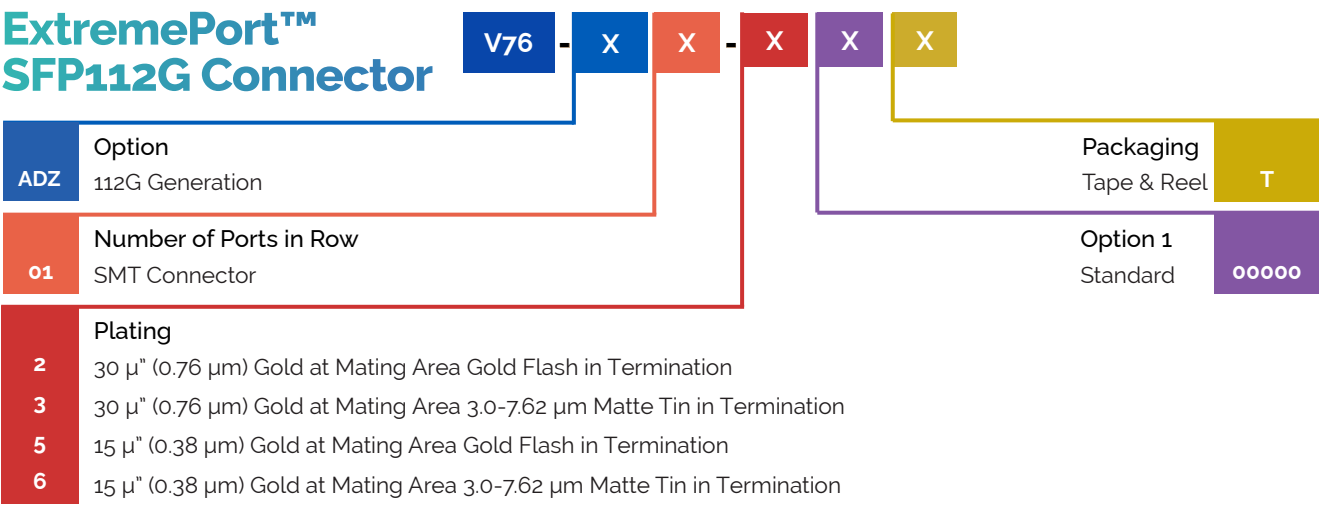 ExtremePort™
SFP112G Connector
V76 - X X - X X X
Option
ADZ 112G Generation
Number of Ports in Row
01 SMT Connector
Plating
2 30 µ” (0.76 µm) Gold at Mating Area Gold Flash in Termination
3 30 µ” (0.76 µm) Gold at Mating Area 3.0-7.62 µm Matte Tin in Termination
5 15 µ” (0.38 µm) Gold at Mating Area Gold Flash in Termination
6 15 µ” (0.38 µm) Gold at Mating Area 3.0-7.62 µm Matte Tin in Termination
Packaging
Tape & Reel T
Option 1
Standard 00000